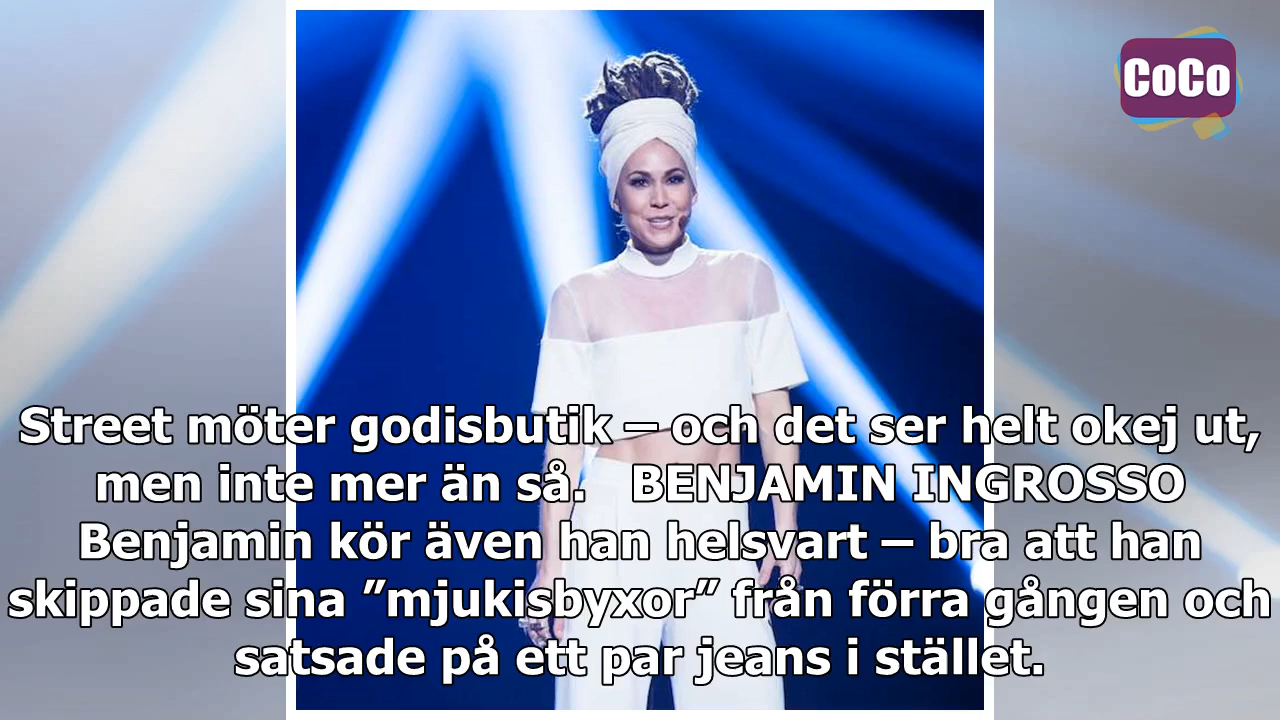 CoCo
Street möter godisbutik – och det ser helt okej ut,
men inte mer än så.   BENJAMIN INGROSSO
Benjamin kör även han helsvart – bra att han
skippade sina ”mjukisbyxor” från förra gången och
satsade på ett par jeans i stället.